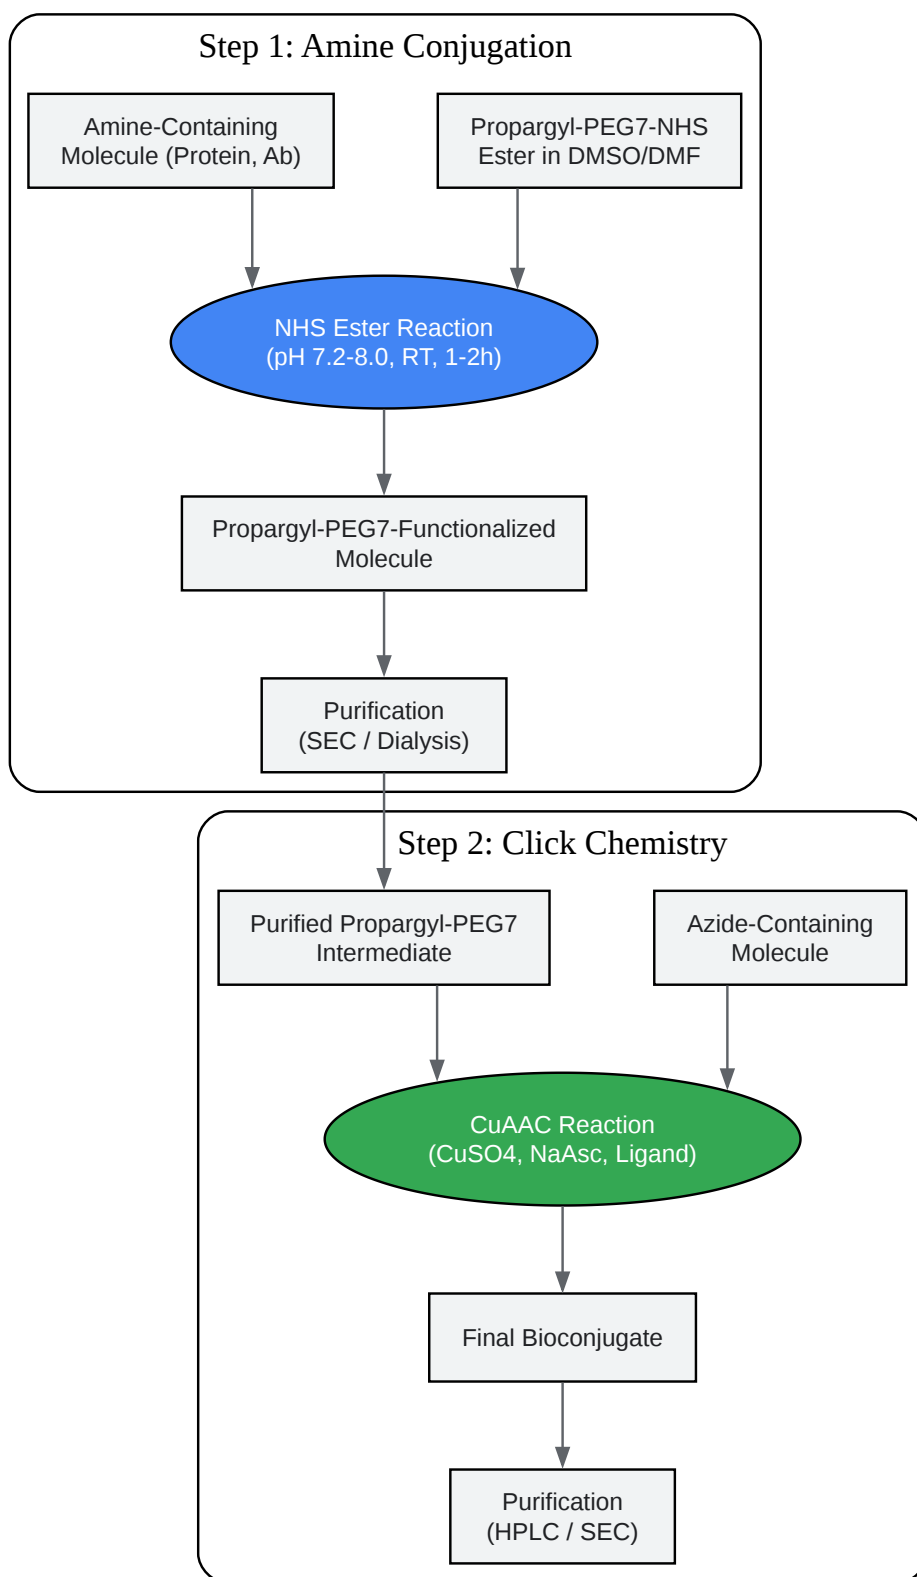 Step 1: Amine Conjugation
Amine-Containing
Molecule (Protein, Ab)
Propargyl-PEG7-NHS
Ester in DMSO/DMF
NHS Ester Reaction
(pH 7.2-8.0, RT, 1-2h)
Propargyl-PEG7-Functionalized
Molecule
Purification
(SEC / Dialysis)
Step 2: Click Chemistry
Purified Propargyl-PEG7
Intermediate
Azide-Containing
Molecule
CuAAC Reaction
(CuSO4, NaAsc, Ligand)
Final Bioconjugate
Purification
(HPLC / SEC)